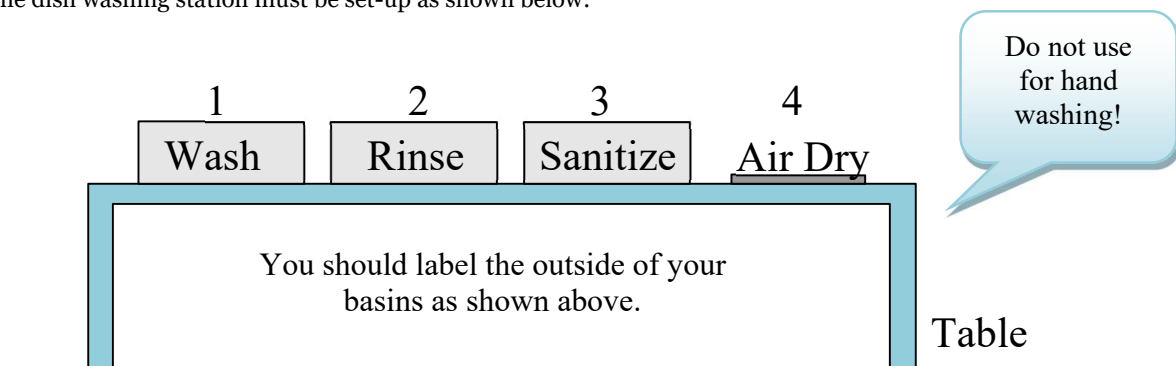 dish washing station must be set-up as shown below.
Do not use
for hand
washing!
1 2 3 4
Wash Rinse Sanitize Air Dry
You should label the outside of your
basins as shown above.
Table